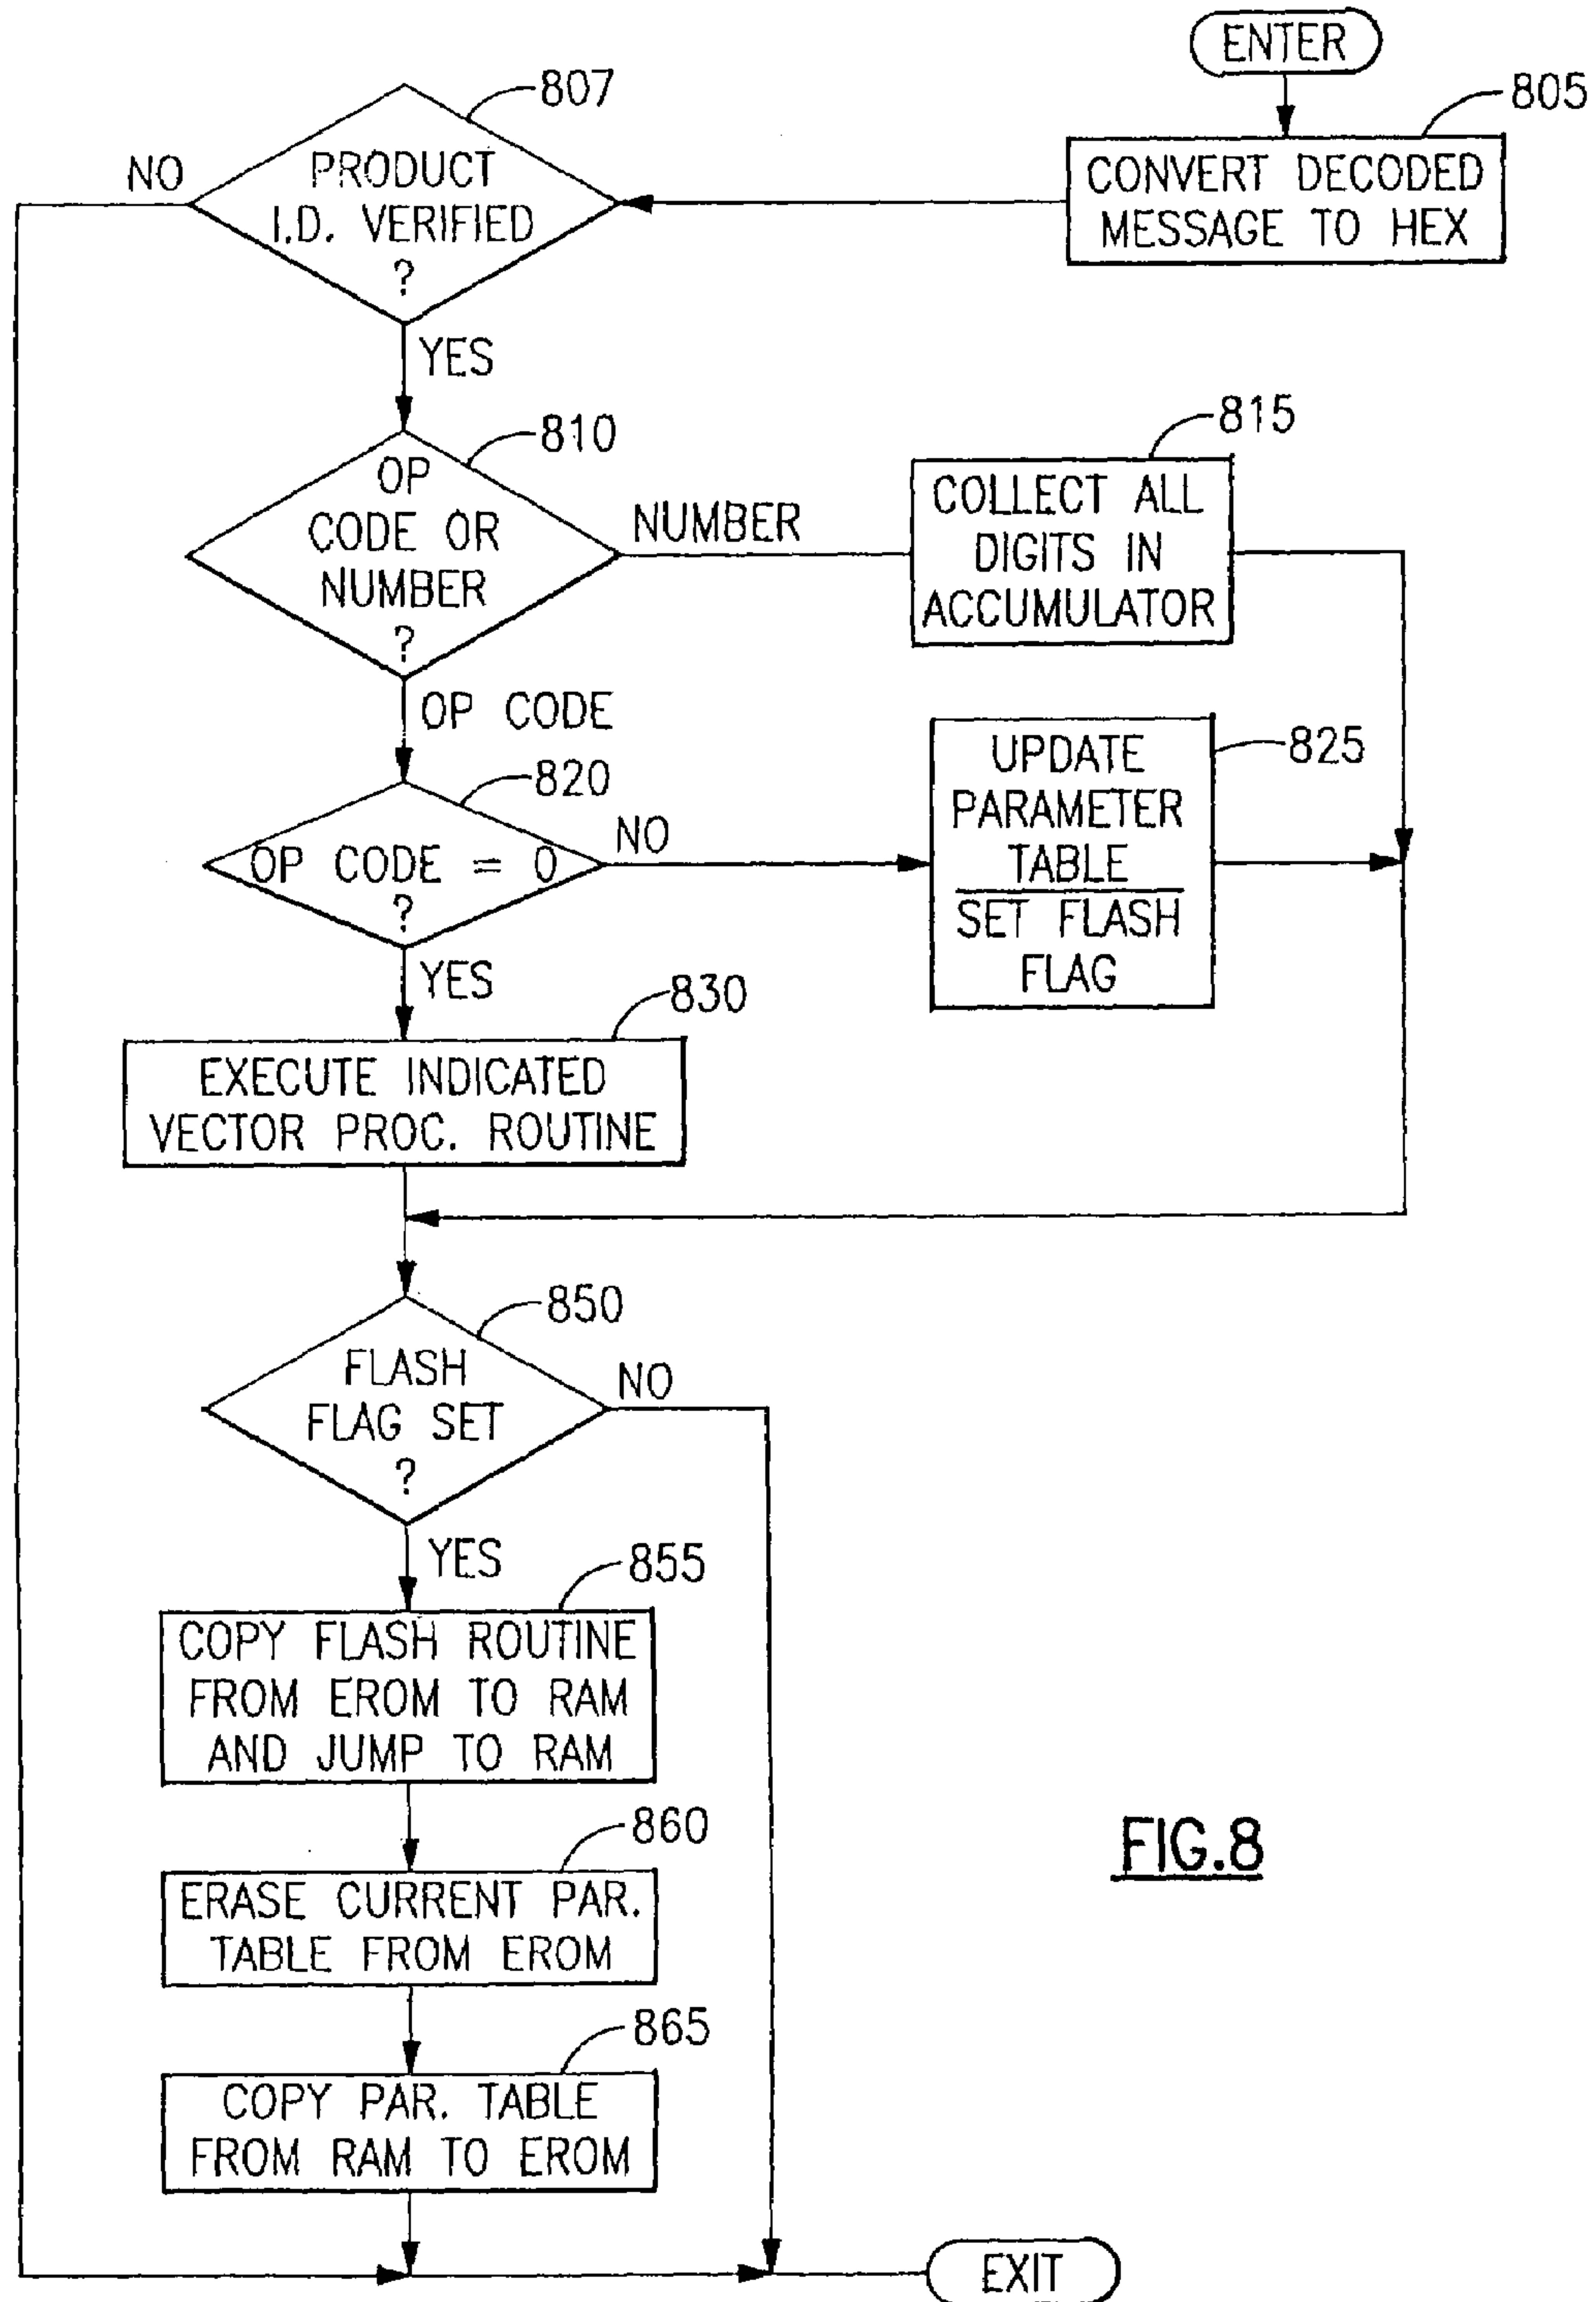 ENTER
805
CONVERT DECODED
MESSAGE TO HEX
807
PRODUCT
I.D. VERIFIED
?
NO
YES
810
OP
CODE OR
NUMBER
?
NUMBER
815
COLLECT ALL
DIGITS IN
ACCUMULATOR
OP CODE
820
OP CODE = 0
?
NO
825
UPDATE
PARAMETER
TABLE
SET FLASH
FLAG
YES
830
EXECUTE INDICATED
VECTOR PROC. ROUTINE
850
FLASH
FLAG SET
?
NO
YES
855
COPY FLASH ROUTINE
FROM EROM TO RAM
AND JUMP TO RAM
860
ERASE CURRENT PAR.
TABLE FROM EROM
865
COPY PAR. TABLE
FROM RAM TO EROM
EXIT
FIG.8